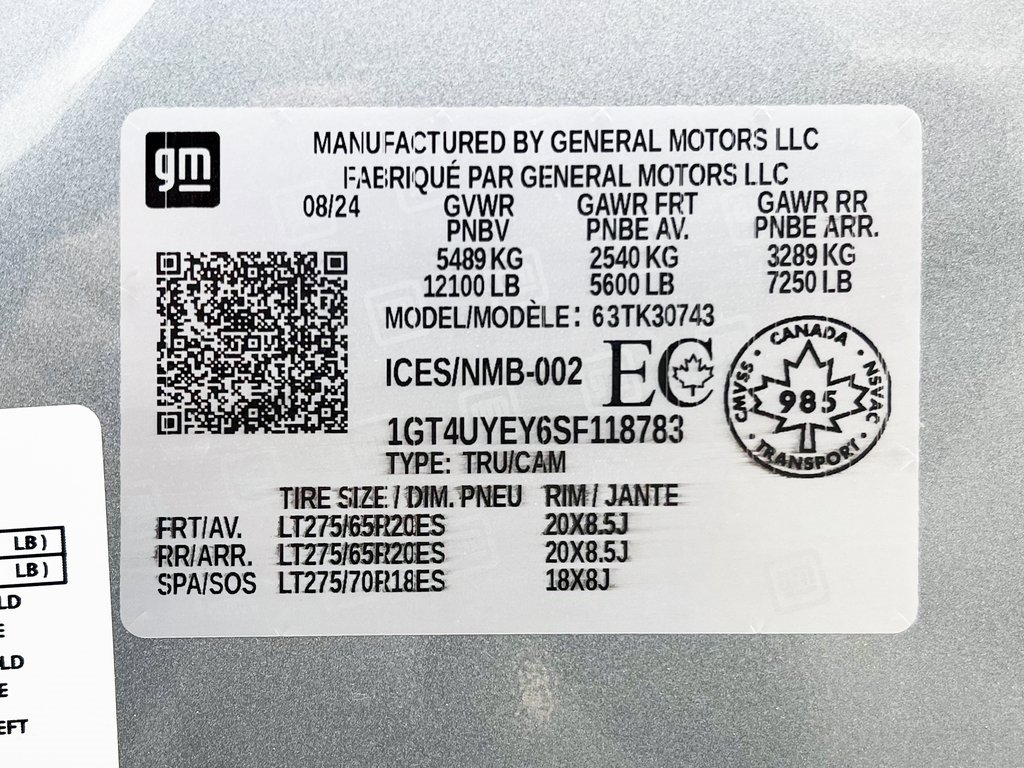 gm
MANUFACTURED BY GENERAL MOTORS LLC
FABRIQUÉ PAR GENERAL MOTORS LLC
08/24 GVWR GAWR FRT GAWR RR
PNBV PNBE AV. PNBE ARR.
5489 KG 2540 KG 3289 KG
12100 LB 5600 LB 7250 LB
MODEL/MODÈLE: 63TK30743
ICES/NMB-002 EC
CANADA
CMVSS 985 NSVAC
TRANSPORT
1GT4UYEY6SF118783
TYPE: TRU/CAM
TIRE SIZE / DIM. PNEU RIM / JANTE
FRT/AV. LT275/65R20ES 20X8.5J
RR/ARR. LT275/65R20ES 20X8.5J
SPA/SOS LT275/70R18ES 18X8J
LB )
LB )
LD
E
LD
E
EFT